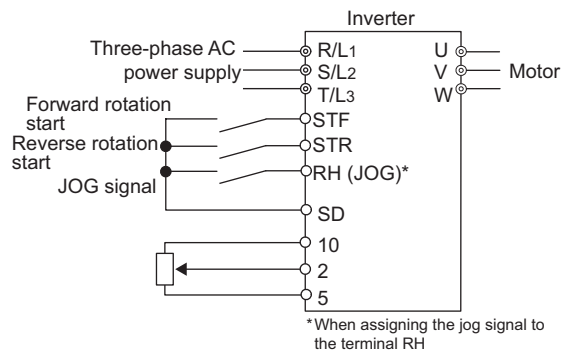 Inverter
Three-phase AC
power supply
R/L1
S/L2
T/L3
U
V
W
Motor
Forward rotation
start
STF
Reverse rotation
start
STR
JOG signal
RH (JOG)*
SD
10
2
5
*When assigning the jog signal to
the terminal RH